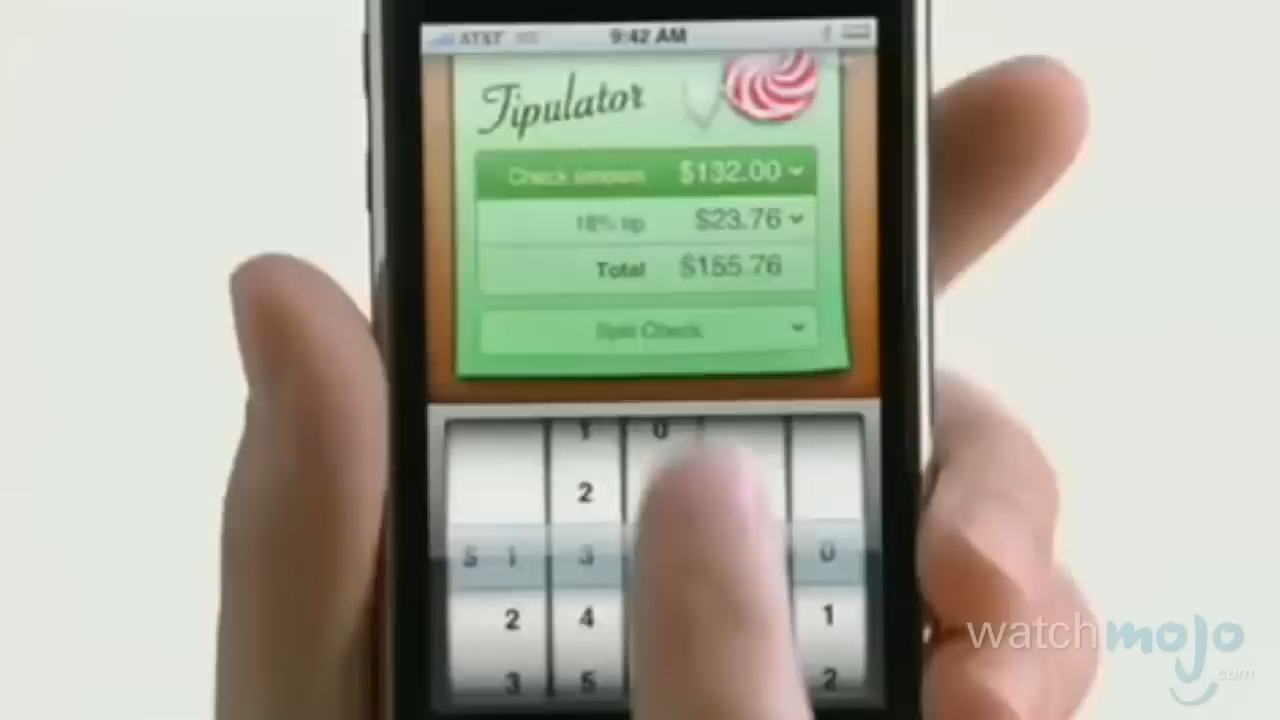 AT&T 9:42 AM
Tipulator
Check amount $132.00
18% tip $23.76
Total $155.76
Split Check
1 0
2
$ 1 3 0
2 4 1
3 5 2
watchmojo
.com